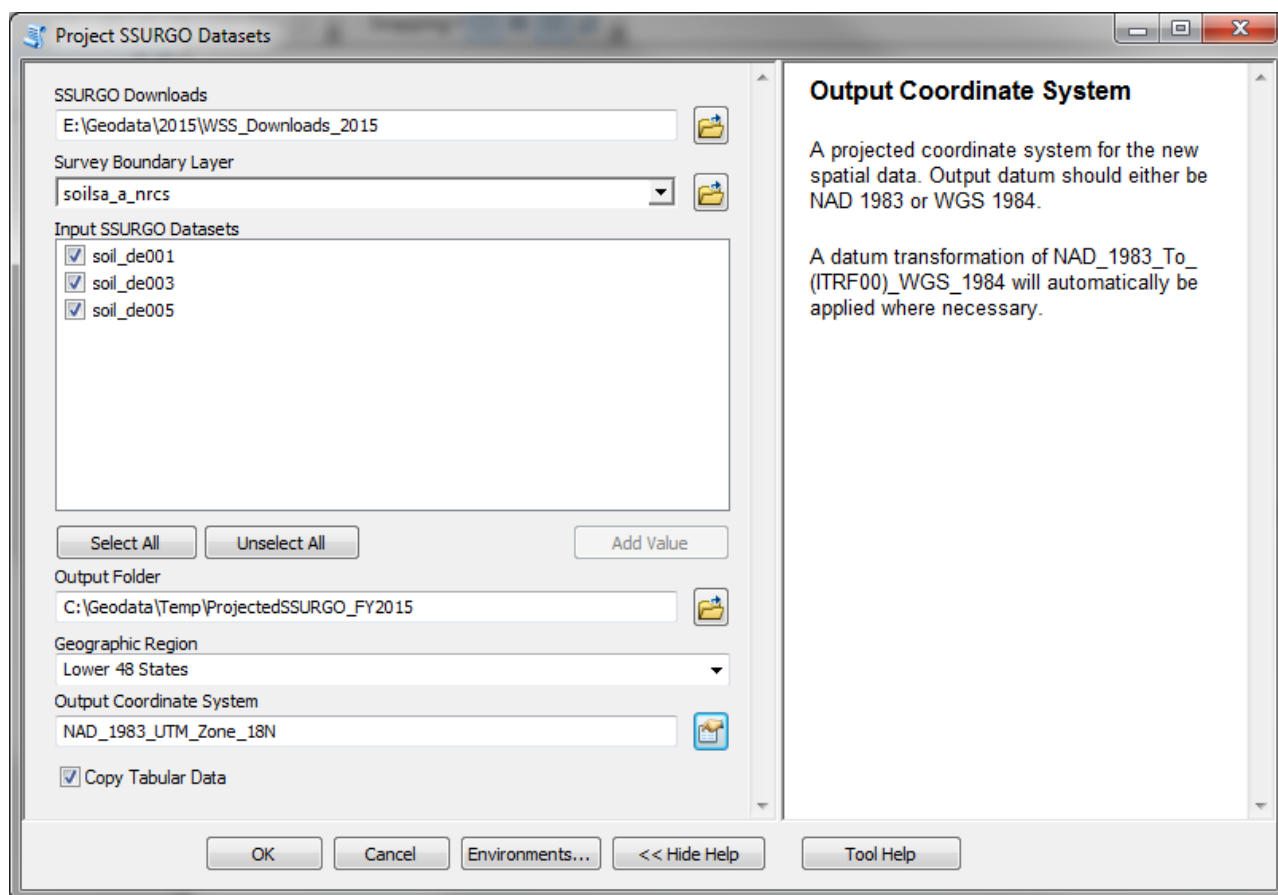 Project SSURGO Datasets
SSURGO Downloads
E:\Geodata\2015\WSS_Downloads_2015
Survey Boundary Layer
soilsa_a_nrcs
Input SSURGO Datasets
soil_de001
soil_de003
soil_de005
Select All
Unselect All
Add Value
Output Folder
C:\Geodata\Temp\ProjectedSSURGO_FY2015
Geographic Region
Lower 48 States
Output Coordinate System
NAD_1983_UTM_Zone_18N
Copy Tabular Data
Output Coordinate System
A projected coordinate system for the new
spatial data. Output datum should either be
NAD 1983 or WGS 1984.
A datum transformation of NAD_1983_To_
(ITRF00)_WGS_1984 will automatically be
applied where necessary.
OK
Cancel
Environments...
<< Hide Help
Tool Help